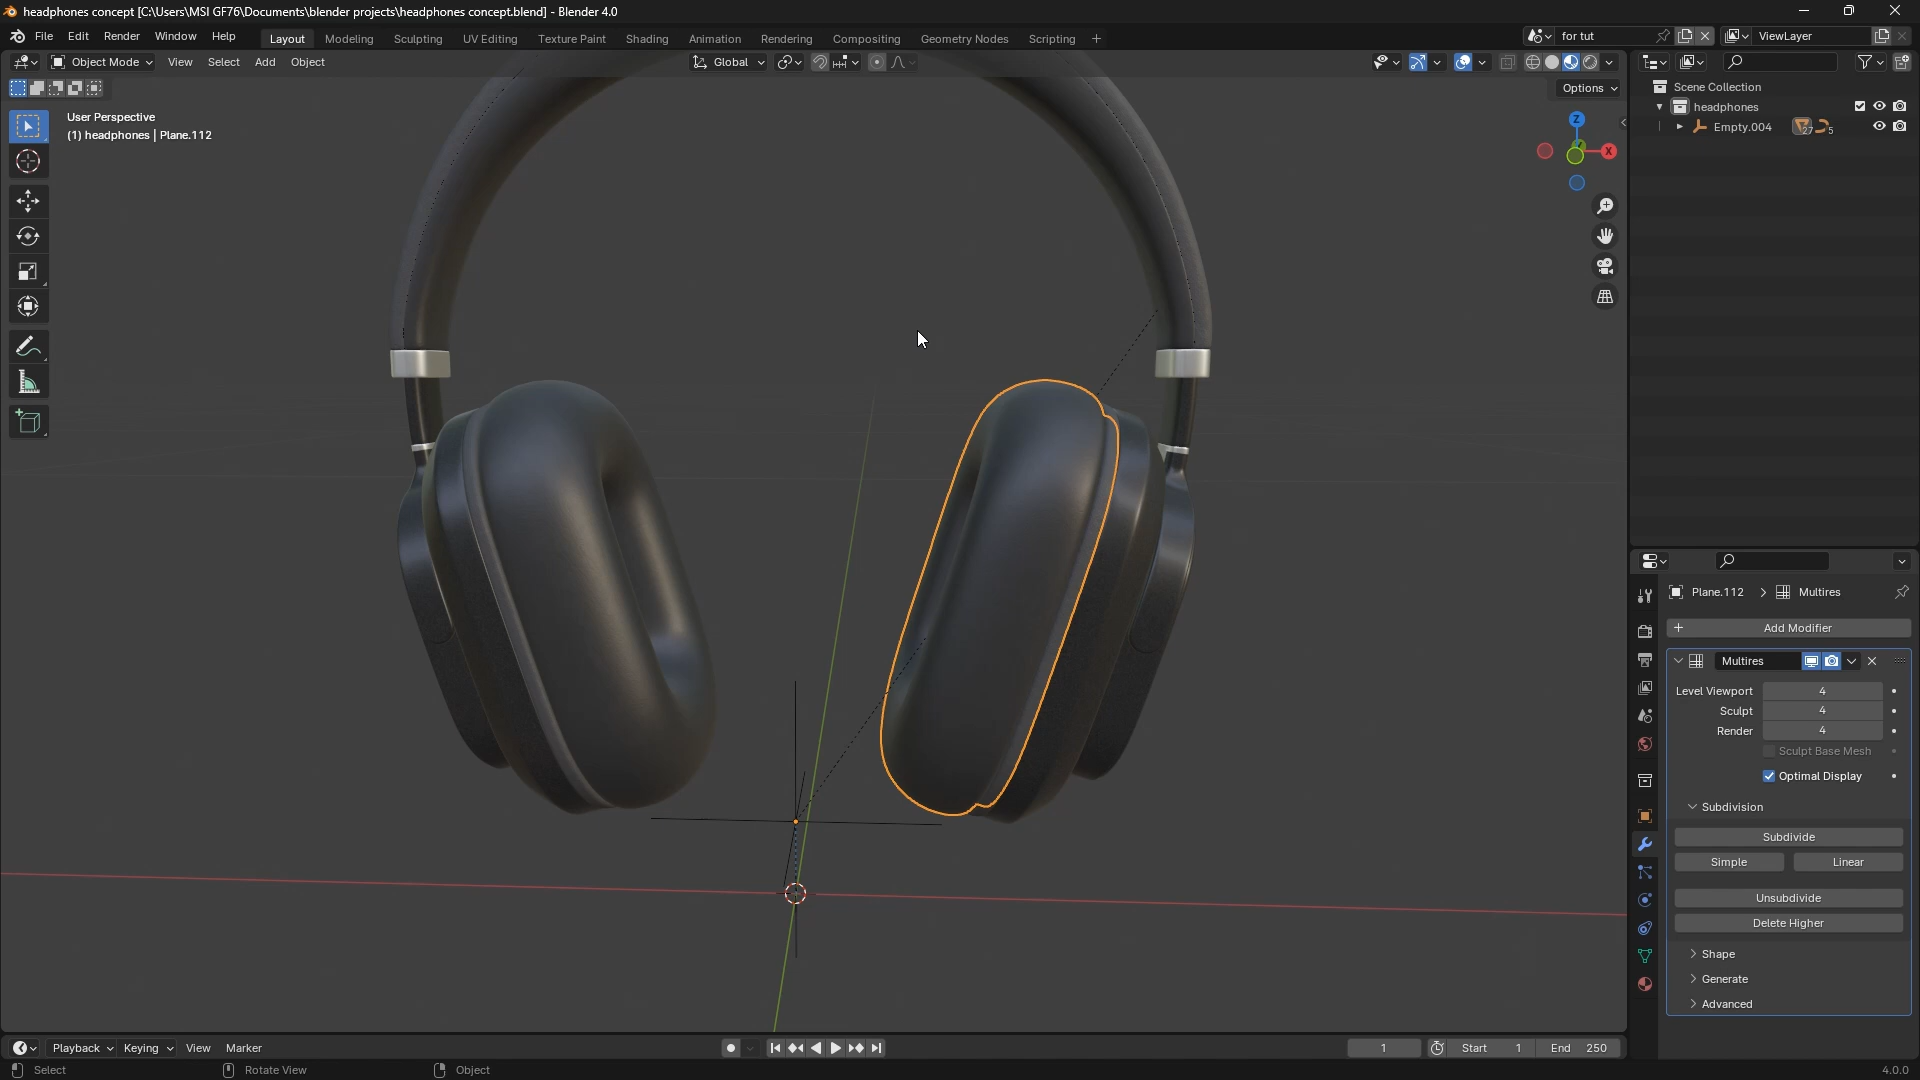 headphones concept [C:\Users\MSI GF76\Documents\blender projects\headphones concept.blend] - Blender 4.0
File Edit Render Window Help Layout Modeling Sculpting UV Editing Texture Paint Shading Animation Rendering Compositing Geometry Nodes Scripting + for tut ViewLayer
Object Mode View Select Add Object Global
Options
User Perspective
(1) headphones | Plane.112
Z
X
Scene Collection
headphones
Empty.004 27 5
Plane.112 > Multires
+ Add Modifier
Multires
Level Viewport 4
Sculpt 4
Render 4
Sculpt Base Mesh
Optimal Display
Subdivision
Subdivide
Simple Linear
Unsubdivide
Delete Higher
Shape
Generate
Advanced
Playback Keying View Marker 1 Start 1 End 250
Select Rotate View Object 4.0.0